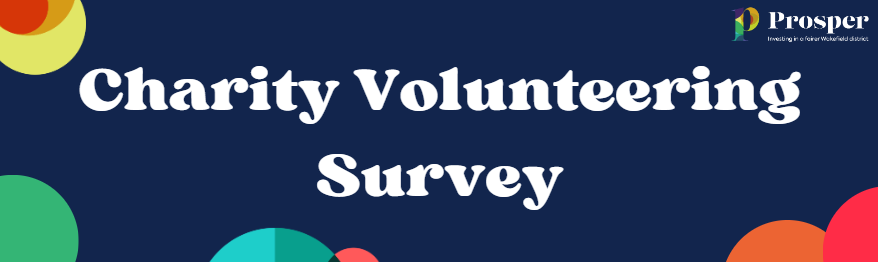 Prosper
Investing in a fairer Wakefield district
Charity Volunteering
Survey